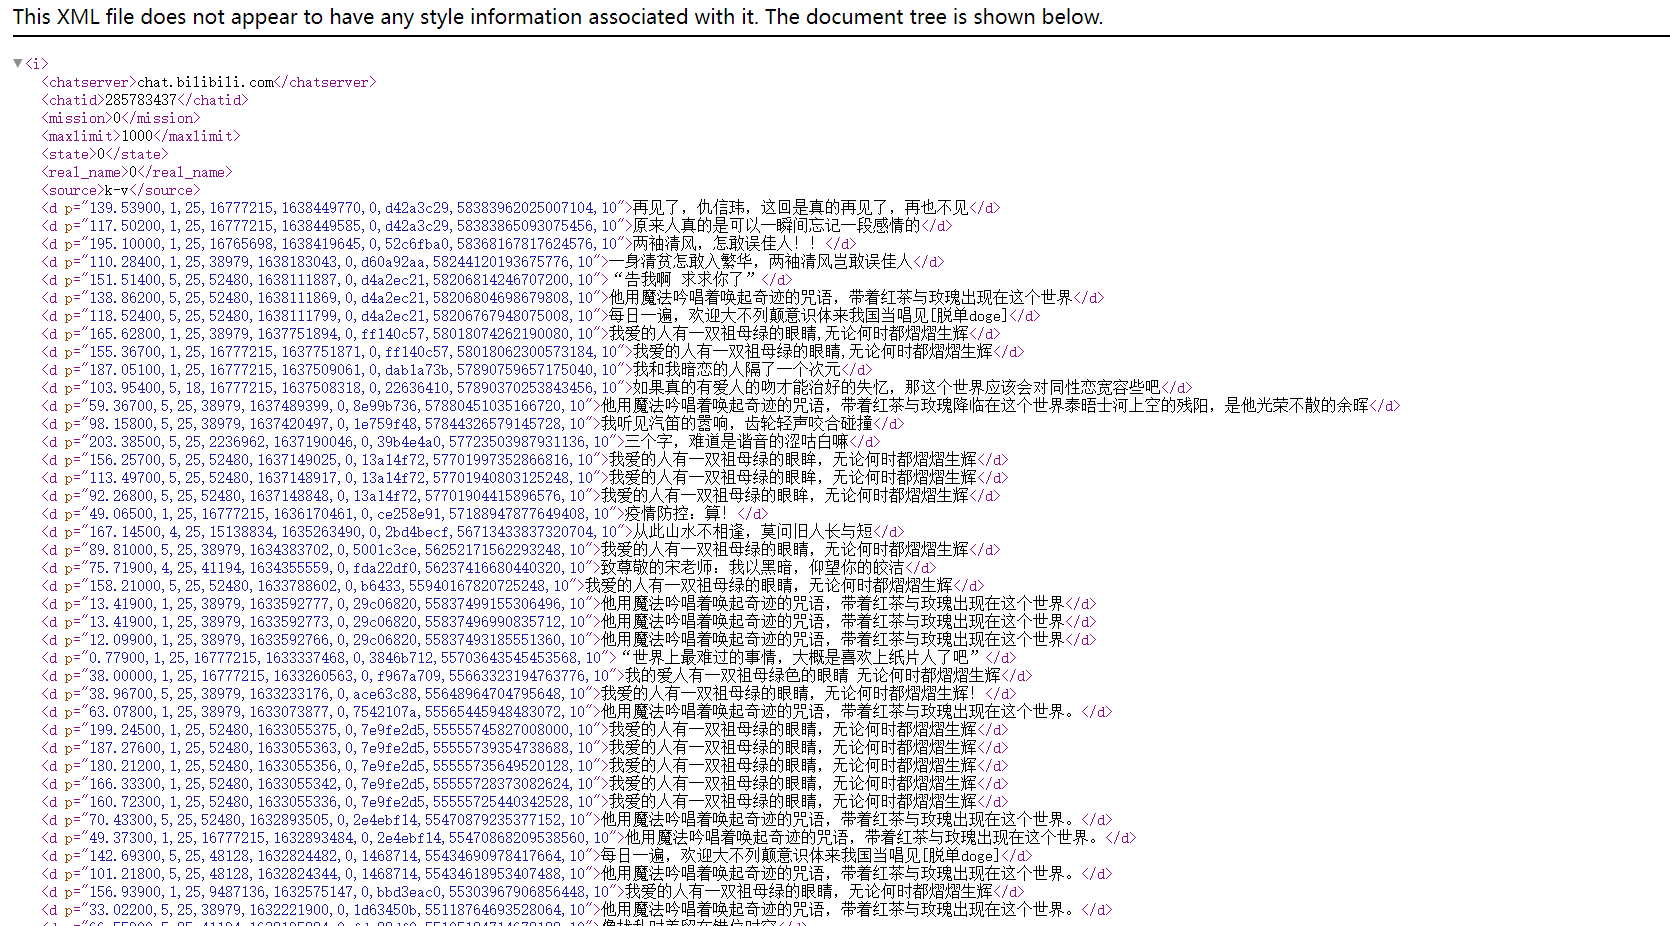 This XML file does not appear to have any style information associated with it. The document tree is shown below.
▼<i>
<chatserver>chat.bilibili.com</chatserver>
<chatid>285783437</chatid>
<mission>0</mission>
<maxlimit>1000</maxlimit>
<state>0</state>
<real_name>0</real_name>
<source>k-v</source>
<d p="139.53900,1,25,16777215,1638449770,0,d42a3c29,58383962025007104,10">再见了，仇信玮，这回是真的再见了，再也不见</d>
<d p="117.50200,1,25,16777215,1638449585,0,d42a3c29,58383865093075456,10">原来人真的是可以一瞬间忘记一段感情的</d>
<d p="195.10000,1,25,16765698,1638419645,0,52c6fba0,58368167817624576,10">两袖清风，怎敢误佳人！！</d>
<d p="110.28400,1,25,38979,1638183043,0,d60a92aa,58244120193675776,10">一身清贫怎敢入繁华，两袖清风岂敢误佳人</d>
<d p="151.51400,5,25,52480,1638111887,0,d4a2ec21,58206814246707200,10">“告我啊 求求你了”</d>
<d p="138.86200,5,25,52480,1638111869,0,d4a2ec21,58206804698679808,10">他用魔法吟唱着唤起奇迹的咒语，带着红茶与玫瑰出现在这个世界</d>
<d p="118.52400,5,25,52480,1638111799,0,d4a2ec21,58206767948075008,10">每日一遍，欢迎大不列颠意识体来我国当唱见[脱单doge]</d>
<d p="165.62800,1,25,38979,1637751894,0,ff140c57,58018074262190080,10">我爱的人有一双祖母绿的眼睛,无论何时都熠熠生辉</d>
<d p="155.36700,1,25,16777215,1637751871,0,ff140c57,58018062300573184,10">我爱的人有一双祖母绿的眼睛,无论何时都熠熠生辉</d>
<d p="187.05100,1,25,16777215,1637509061,0,dab1a73b,57890759657175040,10">我和我暗恋的人隔了一个次元</d>
<d p="103.95400,5,18,16777215,1637508318,0,22636410,57890370253843456,10">如果真的有爱人的吻才能治好的失忆，那这个世界应该会对同性恋宽容些吧</d>
<d p="59.36700,5,25,38979,1637489399,0,8e99b736,57880451035166720,10">他用魔法吟唱着唤起奇迹的咒语，带着红茶与玫瑰降临在这个世界泰晤士河上空的残阳，是他光荣不散的余晖</d>
<d p="98.15800,5,25,38979,1637420497,0,1e759f48,57844326579145728,10">我听见汽笛的嚣响，齿轮轻声咬合碰撞</d>
<d p="203.38500,5,25,2236962,1637190046,0,39b4e4a0,57723503987931136,10">三个字，难道是谐音的涩咕白嘛</d>
<d p="156.25700,5,25,52480,1637149025,0,13a14f72,57701997352866816,10">我爱的人有一双祖母绿的眼眸，无论何时都熠熠生辉</d>
<d p="113.49700,5,25,52480,1637148917,0,13a14f72,57701940803125248,10">我爱的人有一双祖母绿的眼眸，无论何时都熠熠生辉</d>
<d p="92.26800,5,25,52480,1637148848,0,13a14f72,57701904415896576,10">我爱的人有一双祖母绿的眼眸，无论何时都熠熠生辉</d>
<d p="49.06500,1,25,16777215,1636170461,0,ce258e91,57188947877649408,10">疫情防控：算！</d>
<d p="167.14500,4,25,15138834,1635263490,0,2bd4becf,56713433837320704,10">从此山水不相逢，莫问旧人长与短</d>
<d p="89.81000,5,25,38979,1634383702,0,5001c3ce,56252171562293248,10">我爱的人有一双祖母绿的眼睛，无论何时都熠熠生辉</d>
<d p="75.71900,4,25,41194,1634355559,0,fda22df0,56237416680440320,10">致尊敬的宋老师：我以黑暗，仰望你的皎洁</d>
<d p="158.21000,5,25,52480,1633788602,0,b6433,55940167820725248,10">我爱的人有一双祖母绿的眼睛，无论何时都熠熠生辉</d>
<d p="13.41900,1,25,38979,1633592777,0,29c06820,55837499155306496,10">他用魔法吟唱着唤起奇迹的咒语，带着红茶与玫瑰出现在这个世界</d>
<d p="13.41900,1,25,38979,1633592773,0,29c06820,55837496990835712,10">他用魔法吟唱着唤起奇迹的咒语，带着红茶与玫瑰出现在这个世界</d>
<d p="12.09900,1,25,38979,1633592766,0,29c06820,55837493185551360,10">他用魔法吟唱着唤起奇迹的咒语，带着红茶与玫瑰出现在这个世界</d>
<d p="0.77900,1,25,16777215,1633337468,0,3846b712,55703643545453568,10">“世界上最难过的事情，大概是喜欢上纸片人了吧”</d>
<d p="38.00000,1,25,16777215,1633260563,0,f967a709,55663323194763776,10">我的爱人有祖母绿色的眼睛 无论何时都熠熠生辉</d>
<d p="38.96700,5,25,38979,1633233176,0,ace63c88,55648964704795648,10">我爱的人有一双祖母绿的眼睛，无论何时都熠熠生辉！</d>
<d p="63.07800,1,25,38979,1633073877,0,7542107a,55565445948483072,10">他用魔法吟唱着唤起奇迹的咒语，带着红茶与玫瑰出现在这个世界。</d>
<d p="199.24500,1,25,52480,1633055375,0,7e9fe2d5,55555745827008000,10">我爱的人有一双祖母绿的眼睛，无论何时都熠熠生辉</d>
<d p="187.27600,1,25,52480,1633055363,0,7e9fe2d5,55555739354738688,10">我爱的人有一双祖母绿的眼睛，无论何时都熠熠生辉</d>
<d p="180.21200,1,25,52480,1633055356,0,7e9fe2d5,55555735649520128,10">我爱的人有一双祖母绿的眼睛，无论何时都熠熠生辉</d>
<d p="166.33300,1,25,52480,1633055342,0,7e9fe2d5,55555728373082624,10">我爱的人有一双祖母绿的眼睛，无论何时都熠熠生辉</d>
<d p="160.72300,1,25,52480,1633055336,0,7e9fe2d5,55555725440342528,10">我爱的人有一双祖母绿的眼睛，无论何时都熠熠生辉</d>
<d p="70.43300,5,25,52480,1632893505,0,2e4ebf14,55470879235377152,10">他用魔法吟唱着唤起奇迹的咒语，带着红茶与玫瑰出现在这个世界。</d>
<d p="49.37300,1,25,16777215,1632893484,0,2e4ebf14,55470868209538560,10">他用魔法吟唱着唤起奇迹的咒语，带着红茶与玫瑰出现在这个世界。</d>
<d p="142.69300,5,25,48128,1632824482,0,1468714,55434690978417664,10">每日一遍，欢迎大不列颠意识体来我国当唱见[脱单doge]</d>
<d p="101.21800,5,25,48128,1632824344,0,1468714,55434618953407488,10">他用魔法吟唱着唤起奇迹的咒语，带着红茶与玫瑰出现在这个世界。</d>
<d p="156.93900,1,25,9487136,1632575147,0,bbd3eac0,55303967906856448,10">我爱的人有一双祖母绿的眼睛，无论何时都熠熠生辉</d>
<d p="33.02200,5,25,38979,1632221900,0,1d63450b,55118764693528064,10">他用魔法吟唱着唤起奇迹的咒语，带着红茶与玫瑰出现在这个世界。</d>